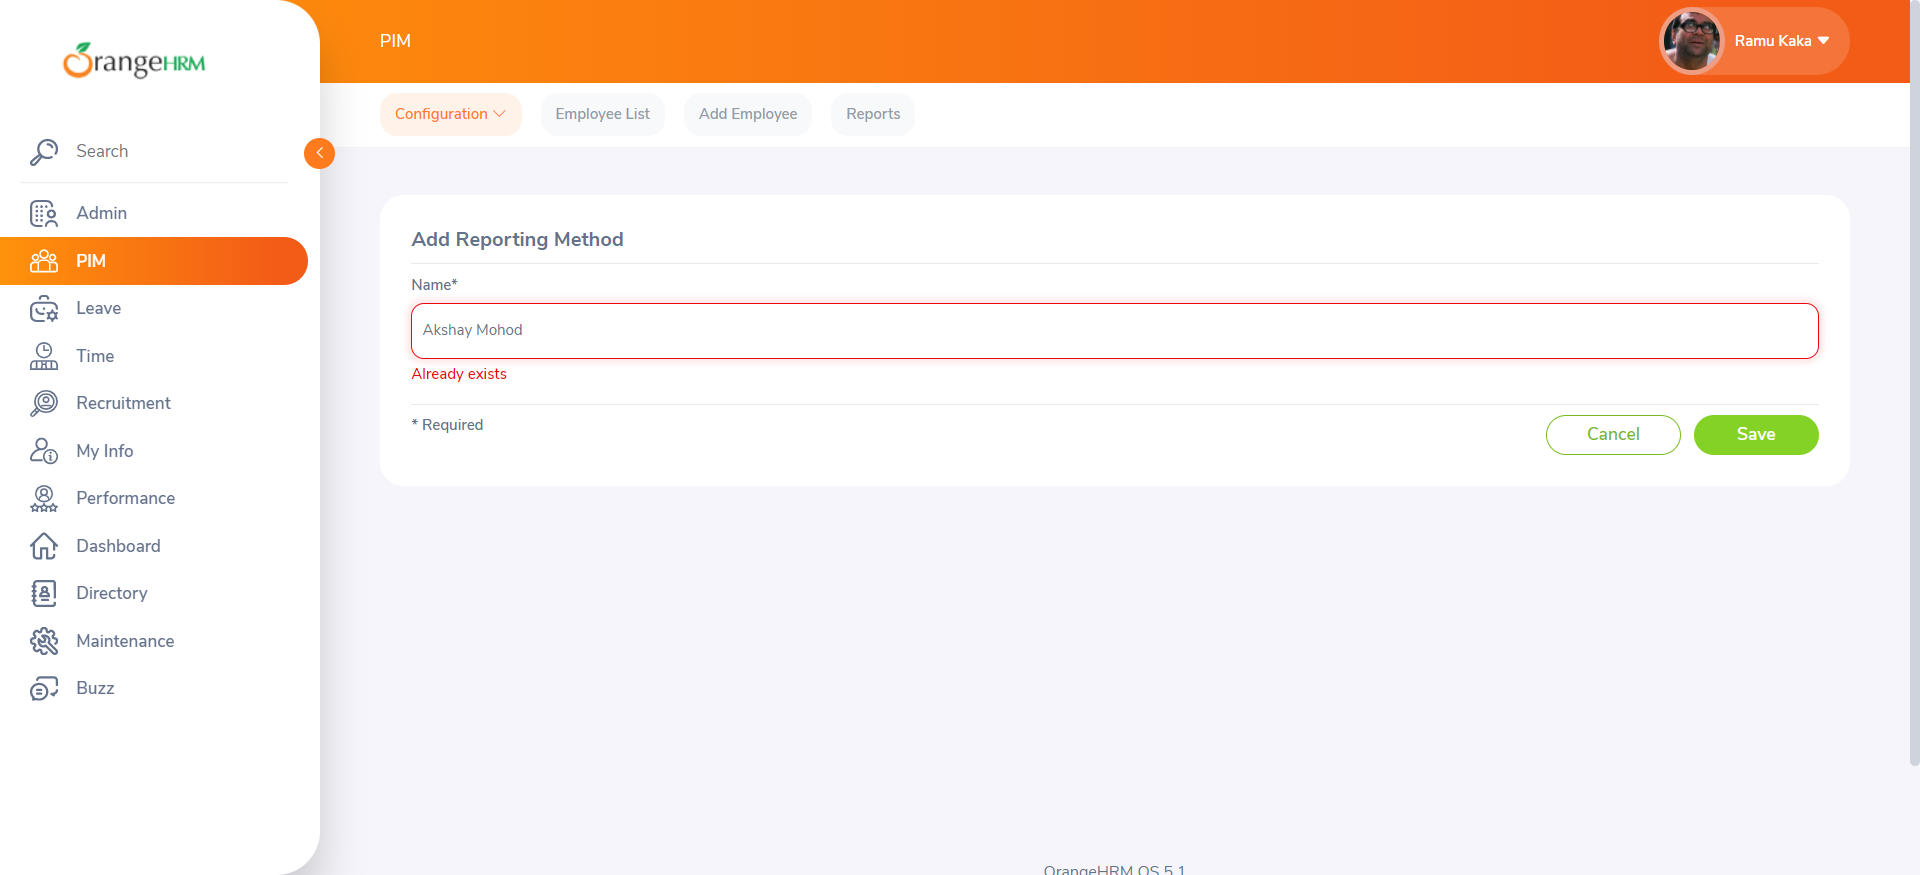 OrangeHRM
PIM
Ramu Kaka
Configuration
Employee List
Add Employee
Reports
Search
Admin
PIM
Leave
Time
Recruitment
My Info
Performance
Dashboard
Directory
Maintenance
Buzz
Add Reporting Method
Name*
Akshay Mohod
Already exists
* Required
Cancel
Save
OrangeHRM OS 5.1